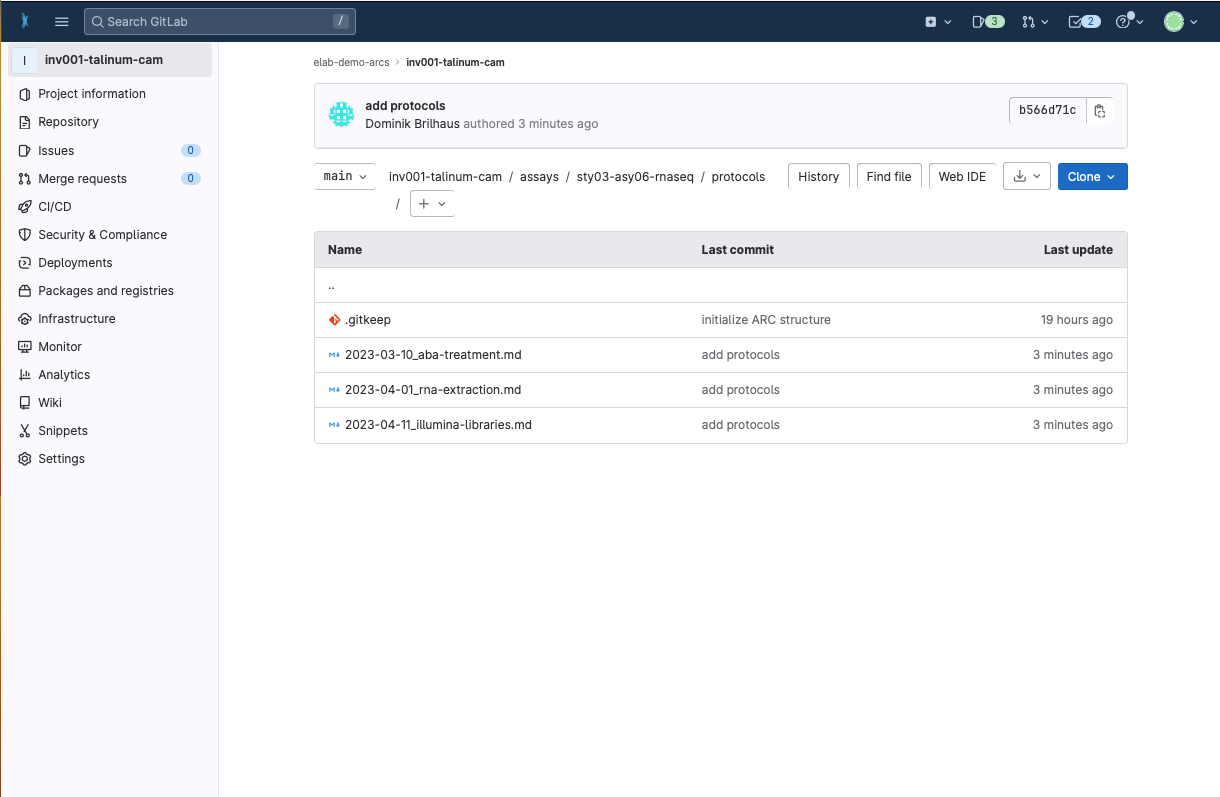 Search GitLab /
3
2
I inv001-talinum-cam
Project information
Repository
Issues 0
Merge requests 0
CI/CD
Security & Compliance
Deployments
Packages and registries
Infrastructure
Monitor
Analytics
Wiki
Snippets
Settings
elab-demo-arcs › inv001-talinum-cam
add protocols
Dominik Brilhaus authored 3 minutes ago
b566d71c
main inv001-talinum-cam / assays / sty03-asy06-rnaseq / protocols
/ +
History Find file Web IDE Clone
Name Last commit Last update
..
.gitkeep initialize ARC structure 19 hours ago
2023-03-10_aba-treatment.md add protocols 3 minutes ago
2023-04-01_rna-extraction.md add protocols 3 minutes ago
2023-04-11_illumina-libraries.md add protocols 3 minutes ago